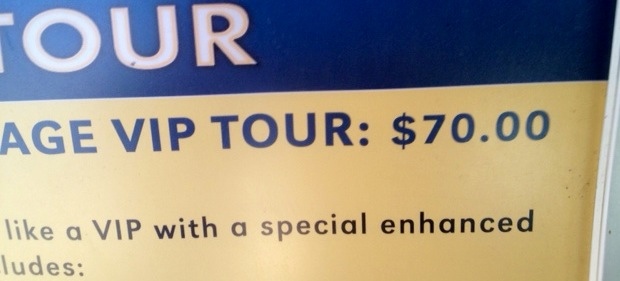 TOUR
AGE VIP TOUR: $70.00
like a VIP with a special enhanced
ludes: